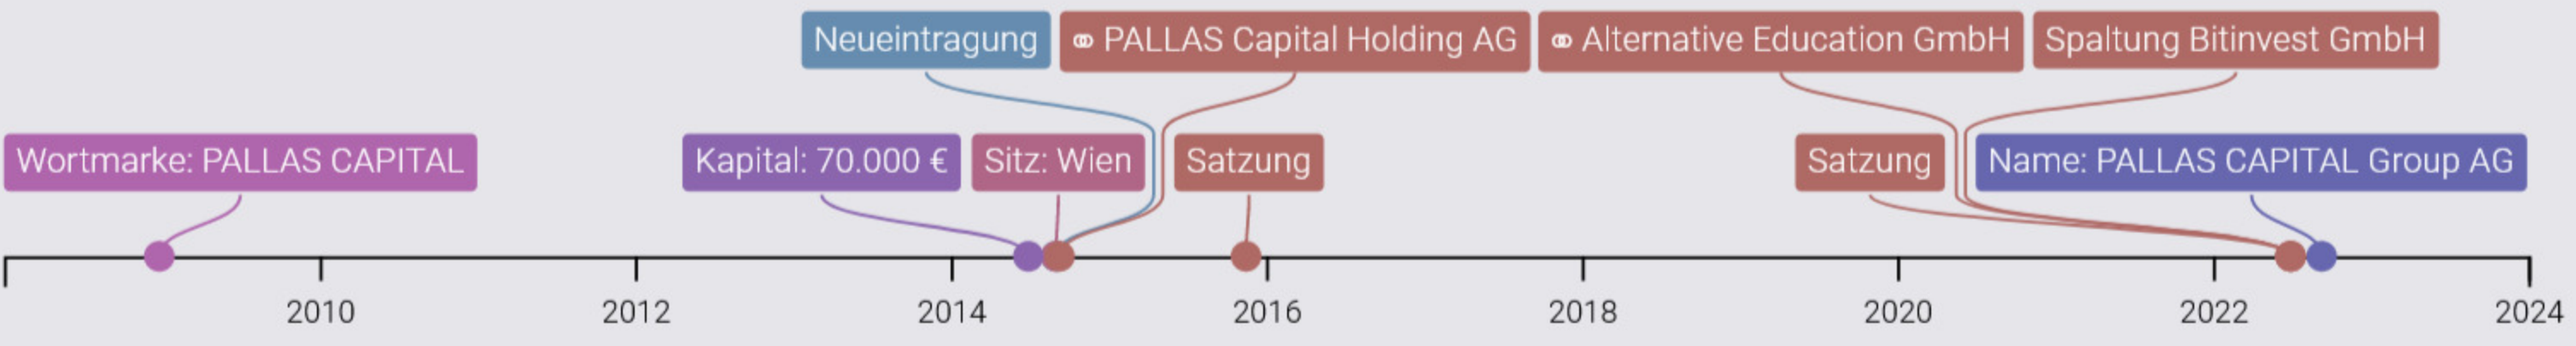 Neueintragung
⚭ PALLAS Capital Holding AG
⚭ Alternative Education GmbH
Spaltung Bitinvest GmbH
Wortmarke: PALLAS CAPITAL
Kapital: 70.000 €
Sitz: Wien
Satzung
Satzung
Name: PALLAS CAPITAL Group AG
2010
2012
2014
2016
2018
2020
2022
2024